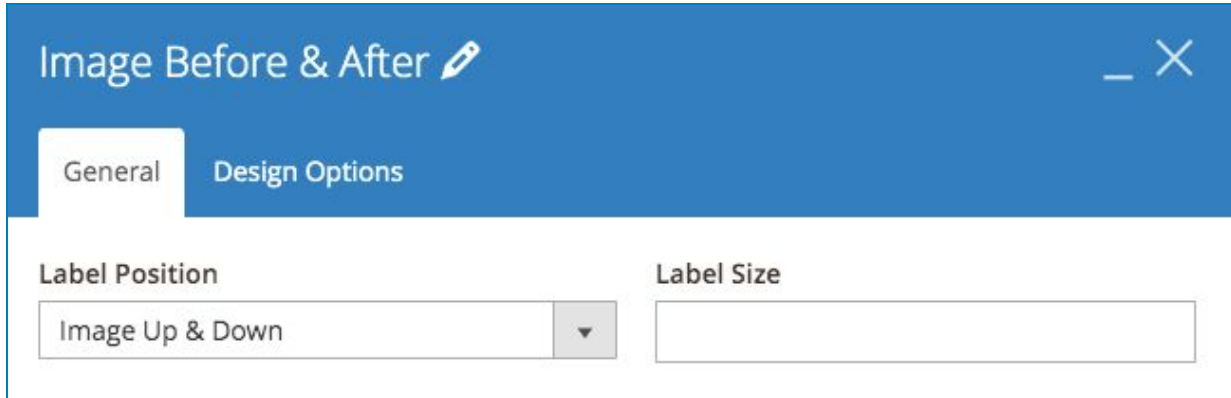 Image Before & After
General
Design Options
Label Position
Label Size
Image Up & Down